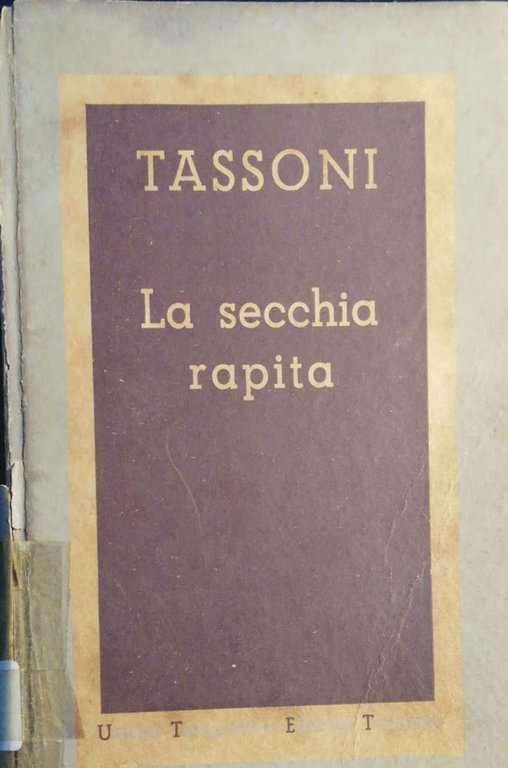 TASSONI
La secchia
rapita
U T E T